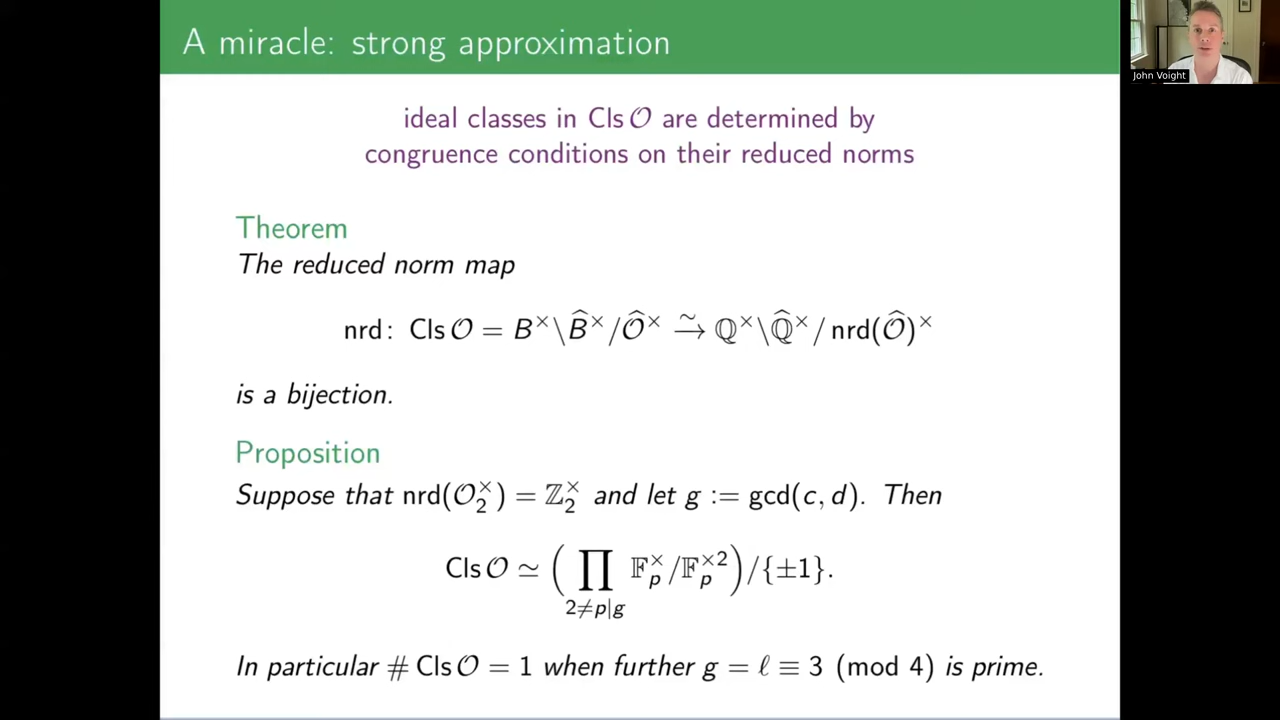 A miracle: strong approximation
John Voight
ideal classes in Cls 𝒪 are determined by
congruence conditions on their reduced norms
Theorem
The reduced norm map
nrd: Cls 𝒪 = B^×\B̂^×/𝒪̂^× ⥲ ℚ^×\ℚ̂^×/ nrd(𝒪̂)^×
is a bijection.
Proposition
Suppose that nrd(𝒪₂^×) = ℤ₂^× and let g := gcd(c, d). Then
Cls 𝒪 ≃ (∏_{2≠p|g} 𝔽_p^×/𝔽_p^{×2})/{±1}.
In particular # Cls 𝒪 = 1 when further g = ℓ ≡ 3 (mod 4) is prime.